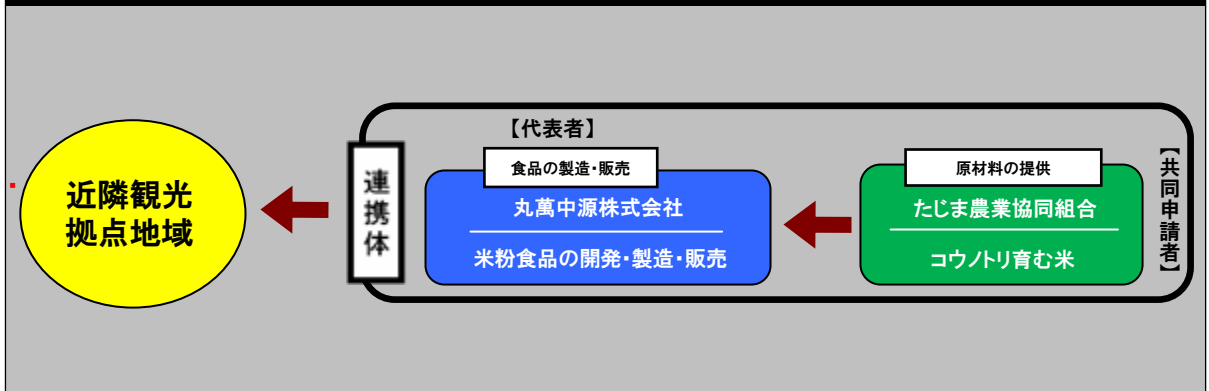 近隣観光
拠点地域
連携体
【代表者】
食品の製造・販売
丸萬中源株式会社
米粉食品の開発・製造・販売
原材料の提供
たじま農業協同組合
コウノトリ育む米
【共同申請者】